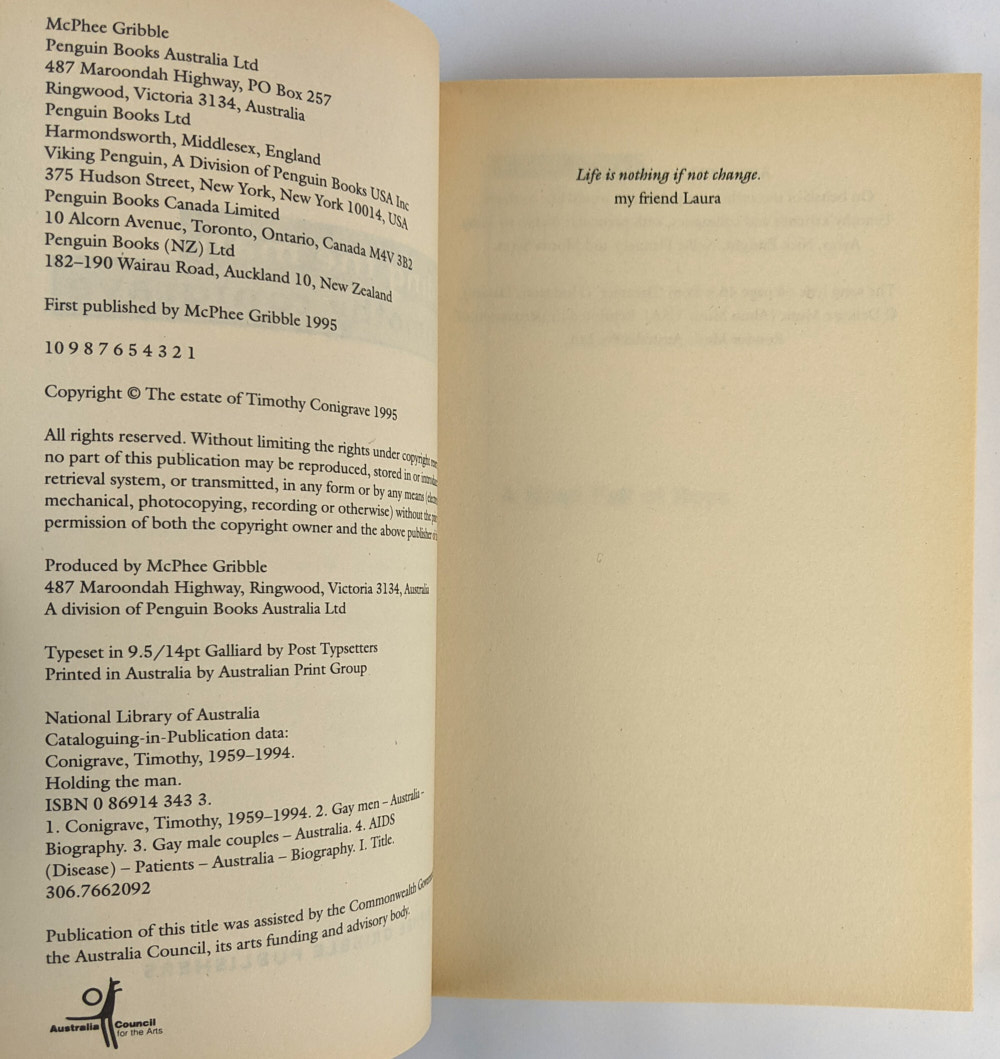 McPhee Gribble
Penguin Books Australia Ltd
487 Maroondah Highway, PO Box 257
Ringwood, Victoria 3134, Australia
Penguin Books Ltd
Harmondsworth, Middlesex, England
Viking Penguin, A Division of Penguin Books USA Inc
375 Hudson Street, New York, New York 10014, USA
Penguin Books Canada Limited
10 Alcorn Avenue, Toronto, Ontario, Canada M4V 3B2
Penguin Books (NZ) Ltd
182–190 Wairau Road, Auckland 10, New Zealand
First published by McPhee Gribble 1995
10 9 8 7 6 5 4 3 2 1
Copyright © The estate of Timothy Conigrave 1995
All rights reserved. Without limiting the rights under copyright
no part of this publication may be reproduced, stored in or
retrieval system, or transmitted, in any form or by any means
mechanical, photocopying, recording or otherwise) without the
permission of both the copyright owner and the above publisher
Produced by McPhee Gribble
487 Maroondah Highway, Ringwood, Victoria 3134, Australia
A division of Penguin Books Australia Ltd
Typeset in 9.5/14pt Galliard by Post Typsetters
Printed in Australia by Australian Print Group
National Library of Australia
Cataloguing-in-Publication data:
Conigrave, Timothy, 1959–1994.
Holding the man.
ISBN 0 86914 343 3.
1. Conigrave, Timothy, 1959–1994. 2. Gay men – Australia –
Biography. 3. Gay male couples – Australia. 4. AIDS
(Disease) – Patients – Australia – Biography. I. Title.
306.7662092
Publication of this title was assisted by the Commonwealth
the Australia Council, its arts funding and advisory body.
Australia Council
for the Arts
Life is nothing if not change.
my friend Laura